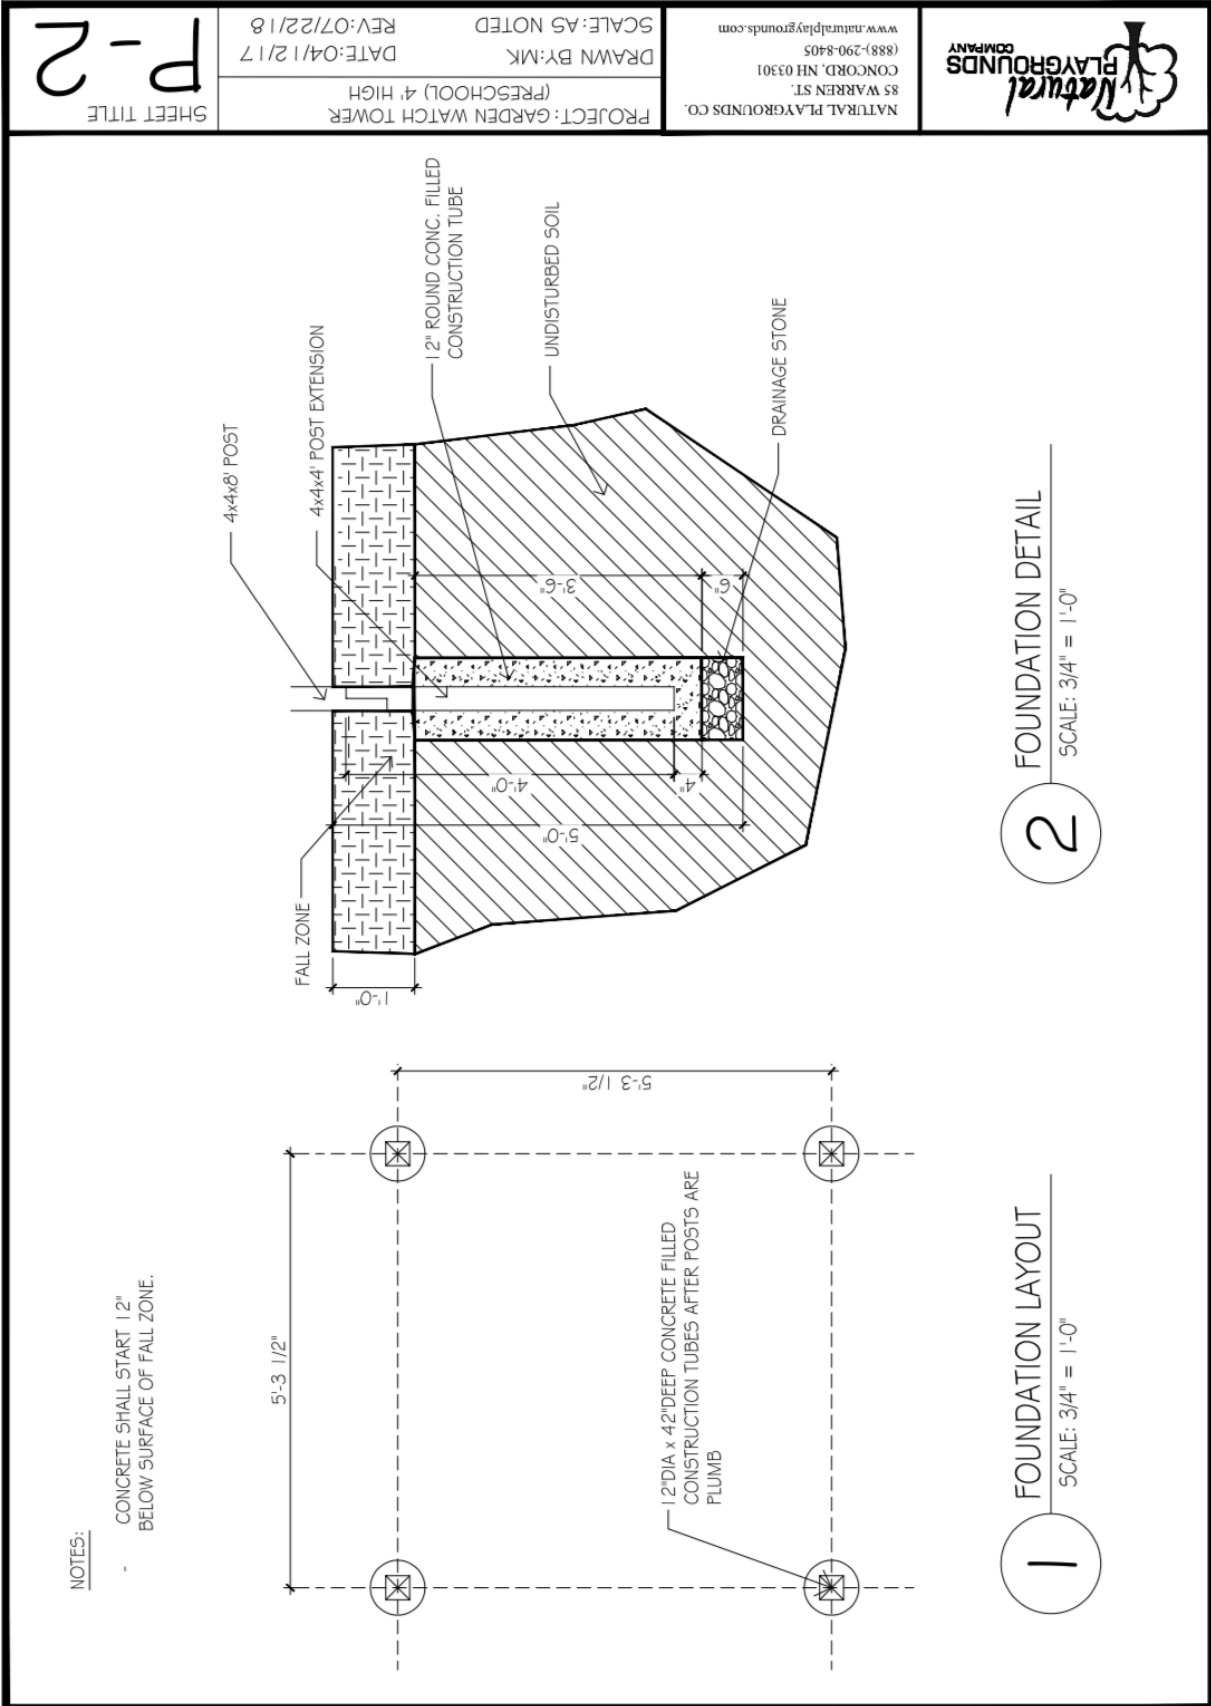 NOTES:
- CONCRETE SHALL START 12"
BELOW SURFACE OF FALL ZONE.
5'-3 1/2"
5'-3 1/2"
12"DIA x 42"DEEP CONCRETE FILLED
CONSTRUCTION TUBES AFTER POSTS ARE
PLUMB
1
FOUNDATION LAYOUT
SCALE: 3/4" = 1'-0"
4x4x8' POST
4x4x4' POST EXTENSION
12" ROUND CONC. FILLED
CONSTRUCTION TUBE
UNDISTURBED SOIL
DRAINAGE STONE
FALL ZONE
1'-0"
5'-0"
4'-0"
4"
3'-6"
6"
2
FOUNDATION DETAIL
SCALE: 3/4" = 1'-0"
Natural
PLAYGROUNDS
COMPANY
NATURAL PLAYGROUNDS CO.
85 WARREN ST.
CONCORD, NH 03301
(888)-290-8405
www.naturalplaygrounds.com
PROJECT: GARDEN WATCH TOWER
(PRESCHOOL) 4' HIGH
DRAWN BY:MK
DATE:04/12/17
SCALE:AS NOTED
REV:07/22/18
SHEET TITLE
P-2